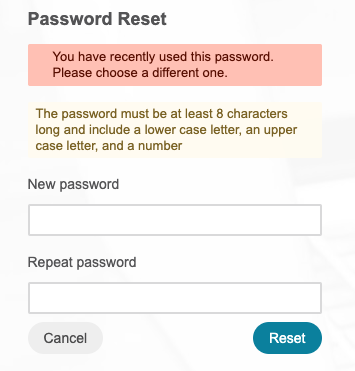 Password Reset
You have recently used this password.
Please choose a different one.
The password must be at least 8 characters
long and include a lower case letter, an upper
case letter, and a number
New password
Repeat password
Cancel
Reset